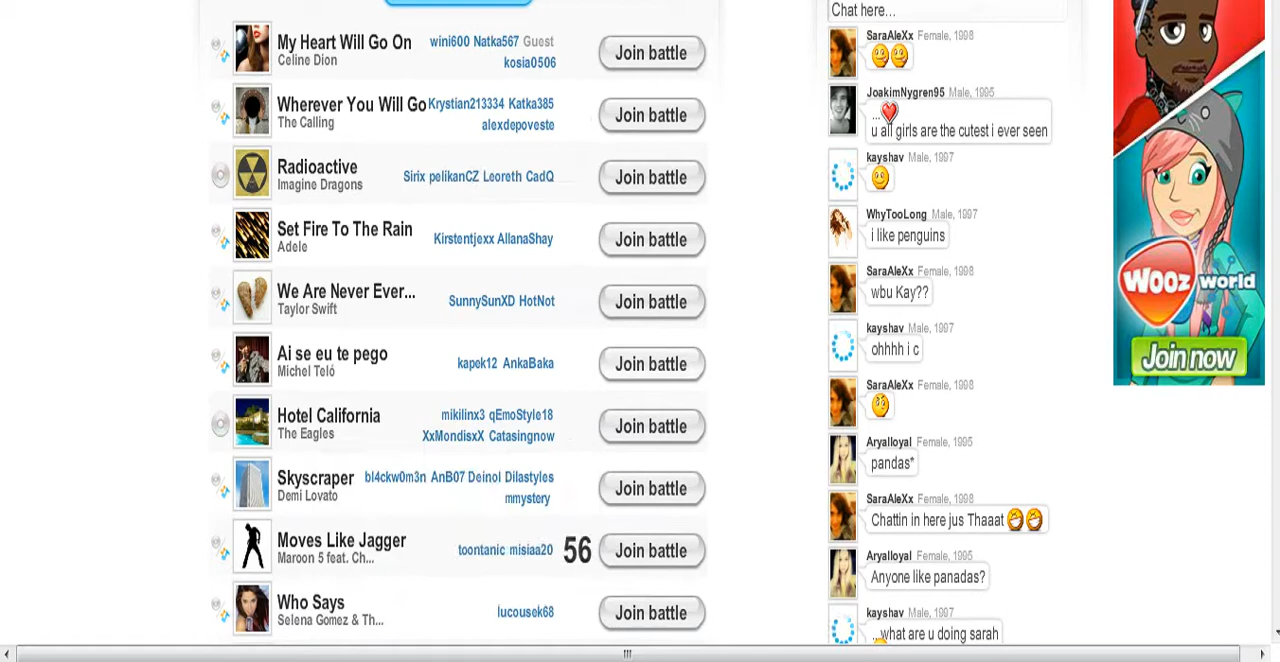 My Heart Will Go On
Celine Dion
wini600 Natka567 Guest
kosia0506
Join battle
Wherever You Will Go
The Calling
Krystian213334 Katka385
alexdepoveste
Join battle
Radioactive
Imagine Dragons
Sirix pelikanCZ Leoreth CadQ
Join battle
Set Fire To The Rain
Adele
Kirstentjexx AllanaShay
Join battle
We Are Never Ever...
Taylor Swift
SunnySunXD HotNot
Join battle
Ai se eu te pego
Michel Teló
kapek12 AnkaBaka
Join battle
Hotel California
The Eagles
mikilinx3 qEmoStyle18
XxMondisxX Catasingnow
Join battle
Skyscraper
Demi Lovato
bl4ckw0m3n AnB07 Deinol Dilastyles
mmystery
Join battle
Moves Like Jagger
Maroon 5 feat. Ch...
toontanic misiaa20
56
Join battle
Who Says
Selena Gomez & Th...
lucousek68
Join battle
Chat here...
SaraAleXx Female, 1998
JoakimNygren95 Male, 1995
...
u all girls are the cutest i ever seen
kayshav Male, 1997
WhyTooLong Male, 1997
i like penguins
SaraAleXx Female, 1998
wbu Kay??
kayshav Male, 1997
ohhhh i c
SaraAleXx Female, 1998
Aryalloyal Female, 1995
pandas*
SaraAleXx Female, 1998
Chattin in here jus Thaaat
Aryalloyal Female, 1995
Anyone like panadas?
kayshav Male, 1997
...what are u doing sarah
WOOZ world
Join now